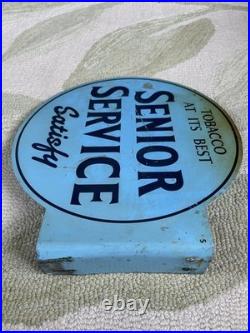 TOBACCO
AT ITS BEST
SENIOR
SERVICE
Satisfy
S